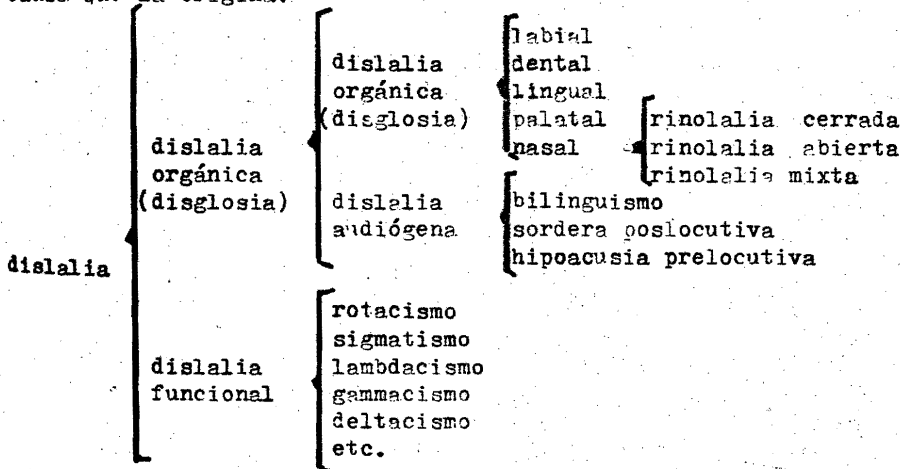 dislalia
dislalia
orgánica
(disglosia)
dislalia
orgánica
(disglosia)
labial
dental
lingual
palatal
nasal
rinolalia cerrada
rinolalia abierta
rinolalia mixta
dislalia
audiógena
bilinguismo
sordera poslocutiva
hipoacusia prelocutiva
dislalia
funcional
rotacismo
sigmatismo
lambdacismo
gammacismo
deltacismo
etc.